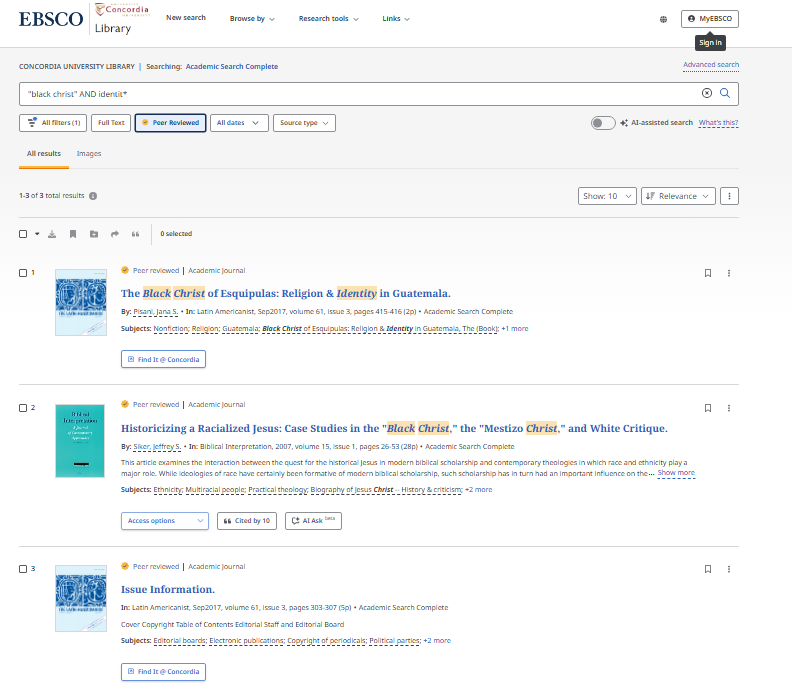 EBSCO
Concordia
Library
New search
Browse by
Research tools
Links
MyEBSCO
Sign in
CONCORDIA UNIVERSITY LIBRARY | Searching: Academic Search Complete
Advanced search
"black christ" AND identit*
All filters (1)
Full Text
Peer Reviewed
All dates
Source type
AI-assisted search
What's this?
All results
Images
1-3 of 3 total results
Show: 10
Relevance
0 selected
1
Peer reviewed | Academic Journal
The Black Christ of Esquipulas: Religion & Identity in Guatemala.
By: Pisani, Jana S. • In: Latin Americanist, Sep2017, volume 61, issue 3, pages 415-416 (2p) • Academic Search Complete
Subjects: Nonfiction; Religion; Guatemala; Black Christ of Esquipulas: Religion & Identity in Guatemala, The (Book); +1 more
Find It @ Concordia
2
Biblical
Interpretation
Peer reviewed | Academic Journal
Historicizing a Racialized Jesus: Case Studies in the "Black Christ," the "Mestizo Christ," and White Critique.
By: Siker, Jeffrey S. • In: Biblical Interpretation, 2007, volume 15, issue 1, pages 26-53 (28p) • Academic Search Complete
This article examines the interaction between the quest for the historical Jesus in modern biblical scholarship and contemporary theologies in which race and ethnicity play a
major role. While ideologies of race have certainly been formative of modern biblical scholarship, such scholarship has in turn had an important influence on the... Show more
Subjects: Ethnicity; Multiracial people; Practical theology; Biography of Jesus Christ -- History & criticism; +2 more
Access options
Cited by 10
AI Ask beta
3
Peer reviewed | Academic Journal
Issue Information.
In: Latin Americanist, Sep2017, volume 61, issue 3, pages 303-307 (5p) • Academic Search Complete
Cover Copyright Table of Contents Editorial Staff and Editorial Board
Subjects: Editorial boards; Electronic publications; Copyright of periodicals; Political parties; +2 more
Find It @ Concordia